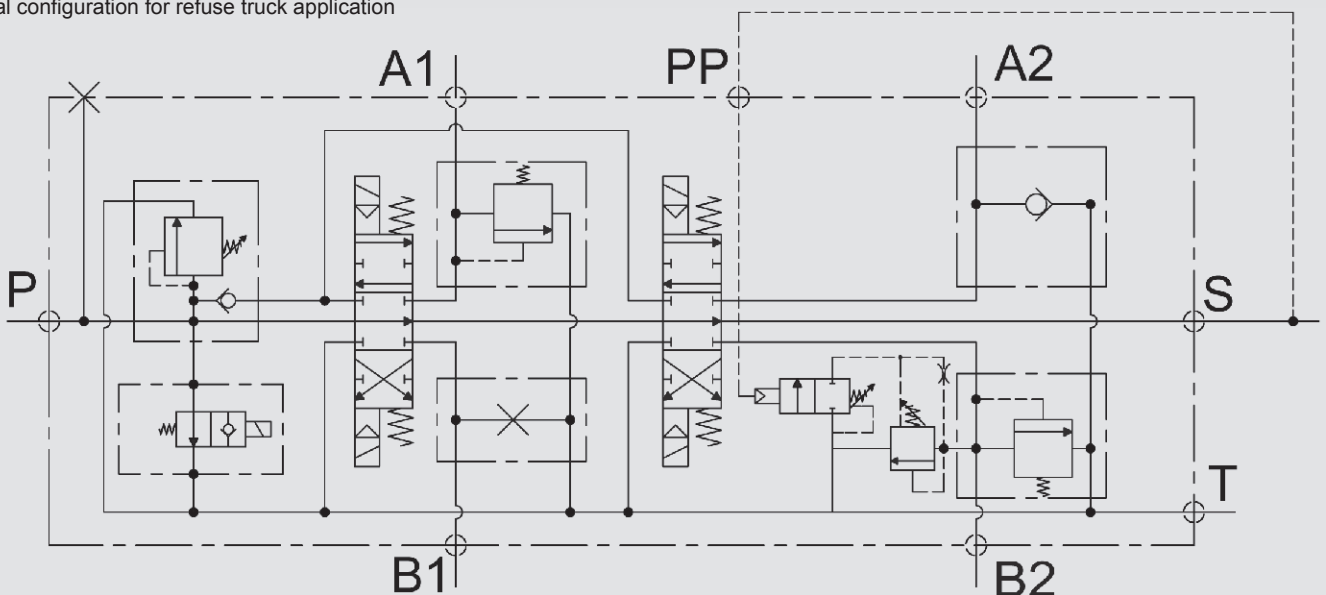 al configuration for refuse truck application
A1
PP
A2
P
S
T
B1
B2